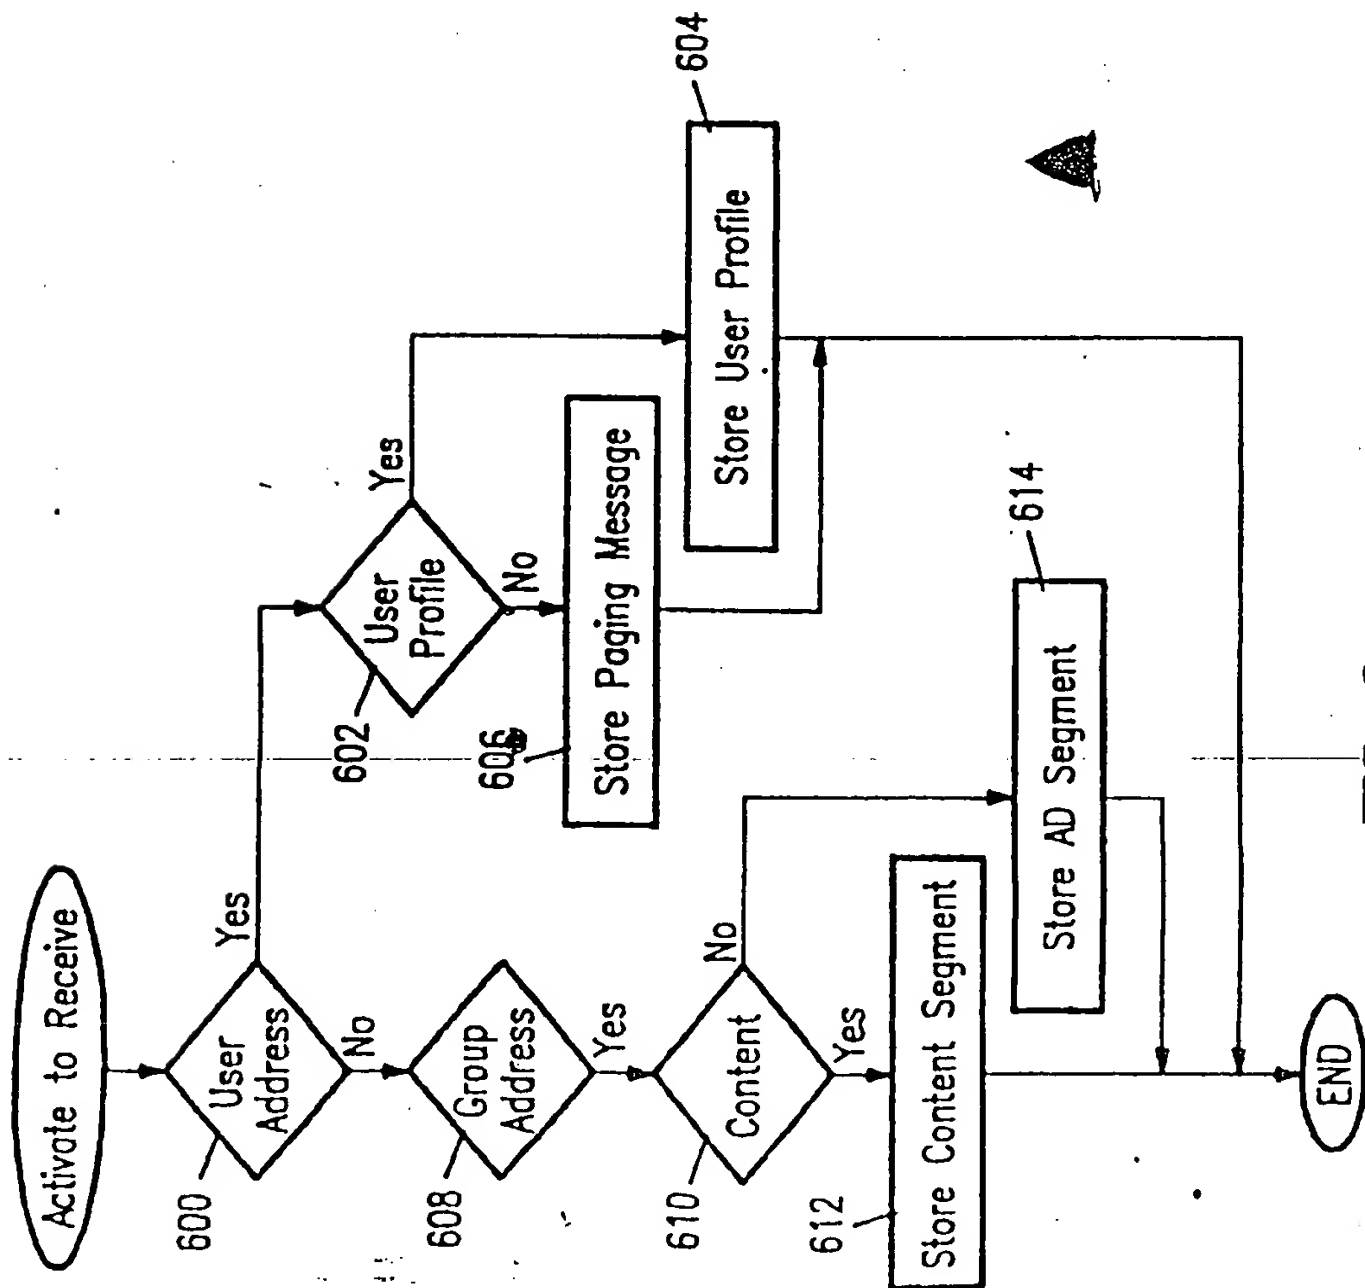 Activate to Receive
600
User
Address
Yes
No
602
User
Profile
Yes
No
604
Store User Profile
606
Store Paging Message
608
Group
Address
Yes
610
Content
No
Yes
612
Store Content Segment
614
Store AD Segment
END